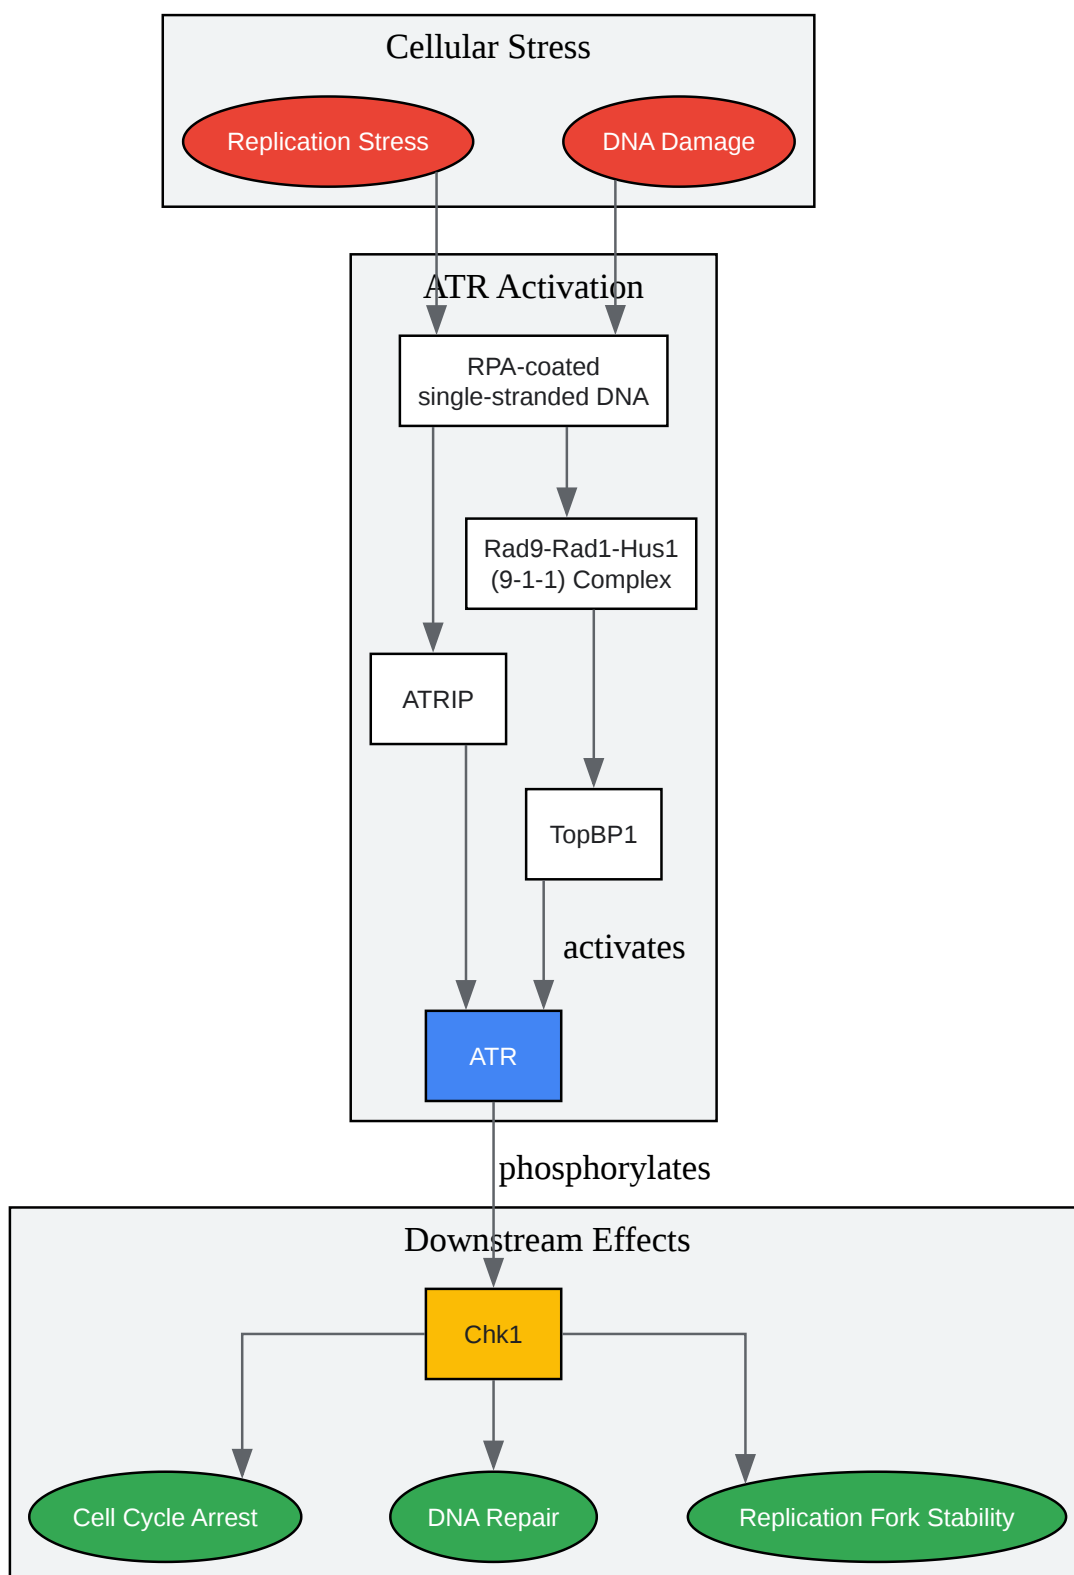 Cellular Stress
Replication Stress
DNA Damage
ATR Activation
RPA-coated
single-stranded DNA
Rad9-Rad1-Hus1
(9-1-1) Complex
ATRIP
TopBP1
activates
ATR
phosphorylates
Downstream Effects
Chk1
Cell Cycle Arrest
DNA Repair
Replication Fork Stability